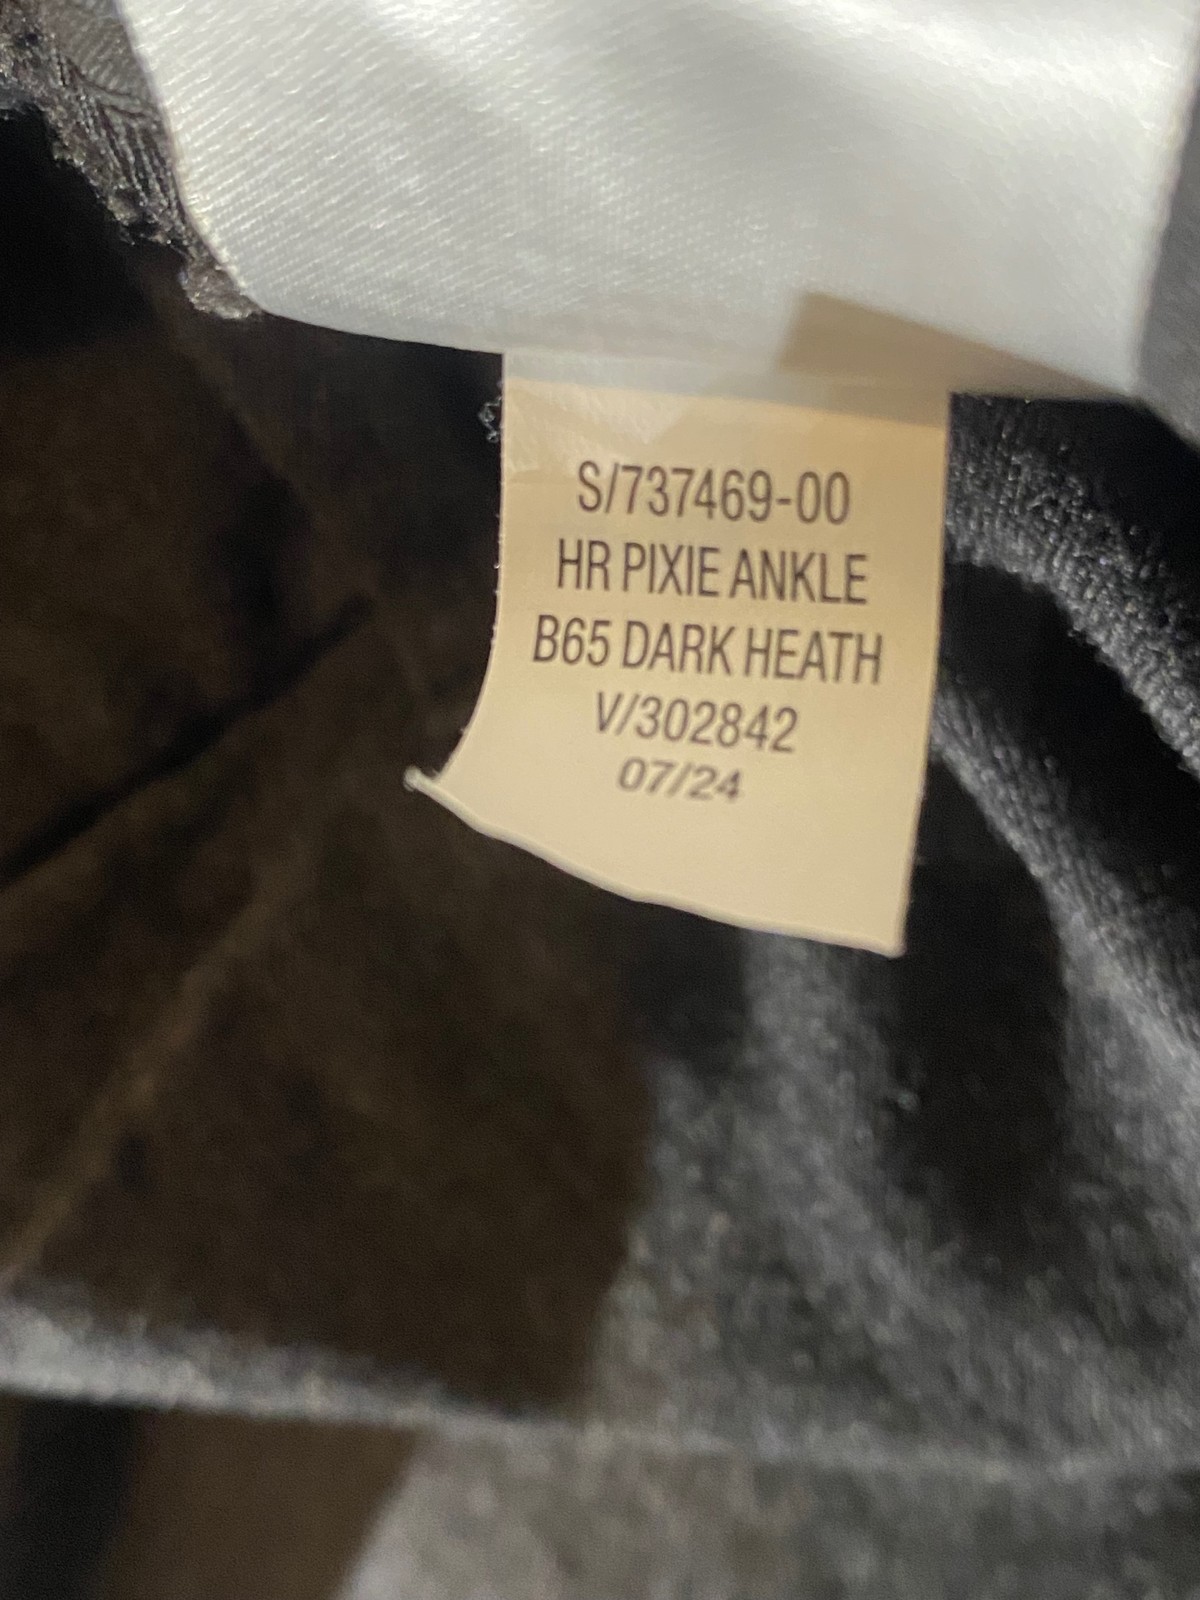 S/737469-00
HR PIXIE ANKLE
B65 DARK HEATH
V/302842
07/24